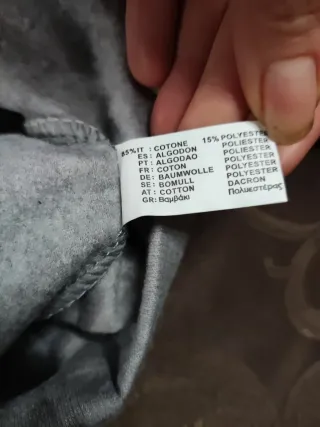 85%IT : COTONE 15% POLYESTER
ES: ALGODON POLIESTER
PT: ALGODAO POLIESTER
FR: COTON POLYESTER
DE: BAUMWOLLE POLYESTER
SE: BOMULL POLYESTER
AT: COTTON DACRON
GR: Βαμβάκι Πολυεστέρας